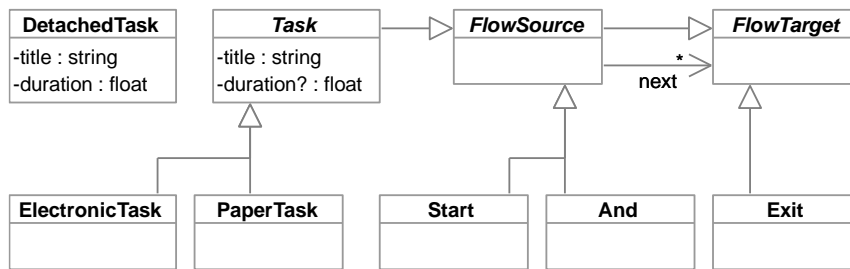 DetachedTask
-title : string
-duration : float
Task
-title : string
-duration? : float
FlowSource
FlowTarget
*
next
ElectronicTask
PaperTask
Start
And
Exit